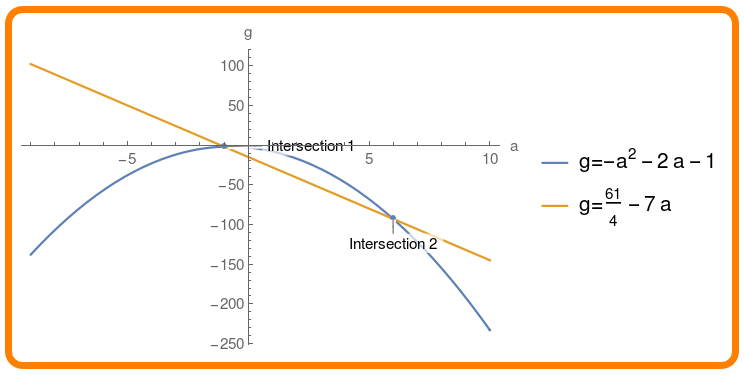 g
100
50
Intersection 1
-5
5
10
a
-50
-100
Intersection 2
-150
-200
-250
g=-a² - 2 a - 1
g=61/4 - 7 a